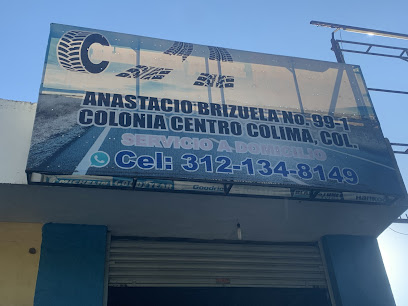 ANASTACIO BRIZUELA No. 99-1
COLONIA CENTRO COLIMA, COL.
SERVICIO A DOMICILIO
Cel: 312-134-8149